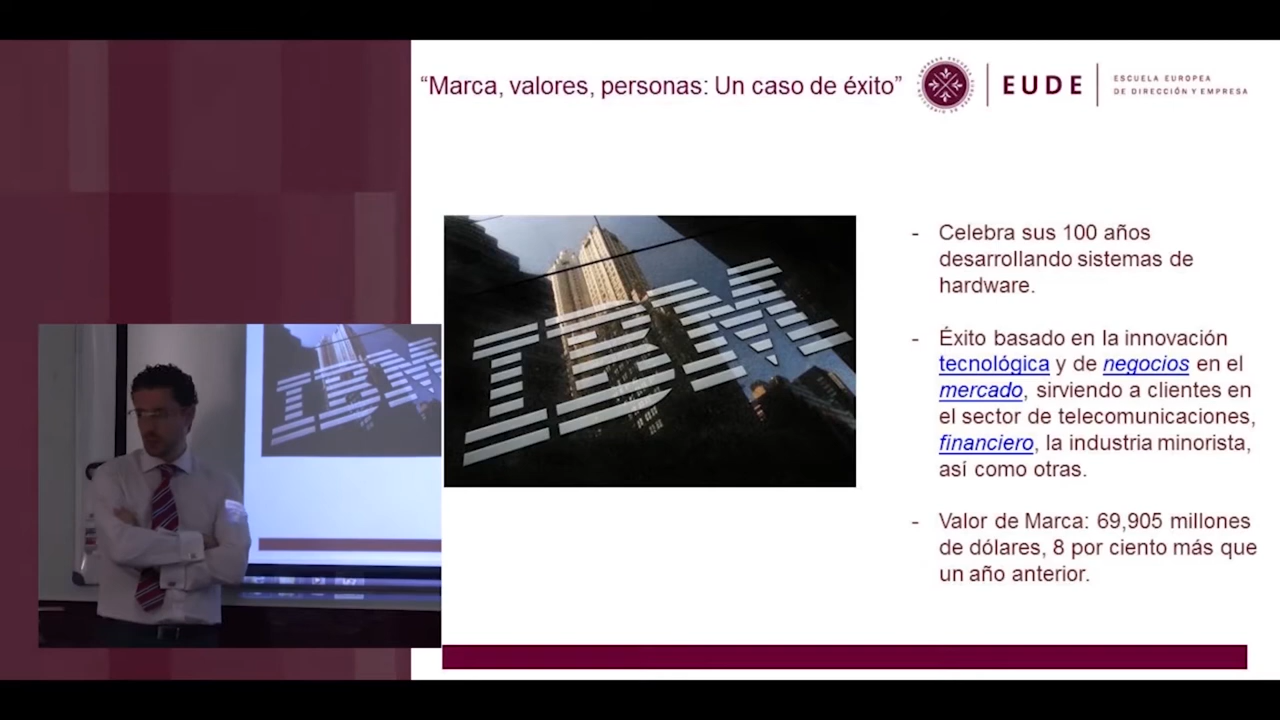 “Marca, valores, personas: Un caso de éxito”
EUDE
ESCUELA EUROPEA
DE DIRECCIÓN Y EMPRESA
IBM
IBM
- Celebra sus 100 años
desarrollando sistemas de
hardware.
- Éxito basado en la innovación
tecnológica y de negocios en el
mercado, sirviendo a clientes en
el sector de telecomunicaciones,
financiero, la industria minorista,
así como otras.
- Valor de Marca: 69,905 millones
de dólares, 8 por ciento más que
un año anterior.